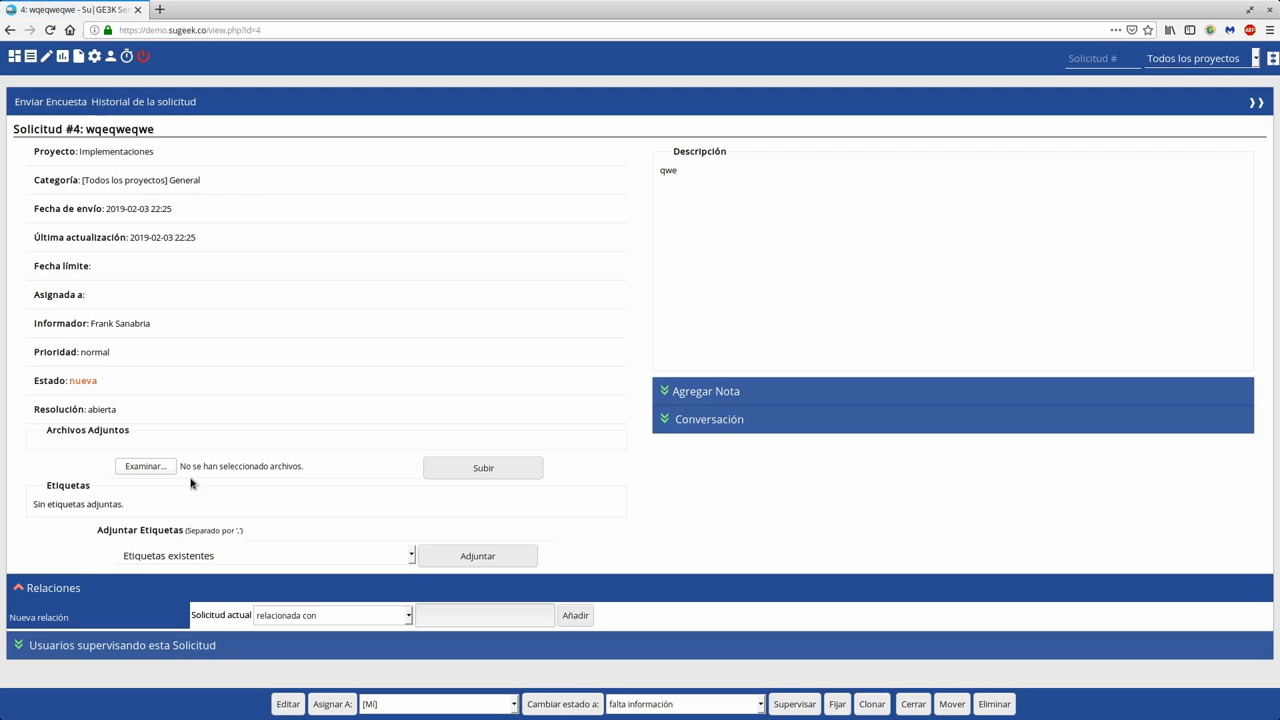 4: wqeqweqwe - Su|GE3K Ser
https://demo.sugeek.co/view.php?id=4
ABP
Solicitud #
Todos los proyectos
Enviar Encuesta Historial de la solicitud
❯❯
Solicitud #4: wqeqweqwe
Proyecto: Implementaciones
Categoría: [Todos los proyectos] General
Fecha de envío: 2019-02-03 22:25
Última actualización: 2019-02-03 22:25
Fecha límite:
Asignada a:
Informador: Frank Sanabria
Prioridad: normal
Estado: nueva
Resolución: abierta
Archivos Adjuntos
Examinar... No se han seleccionado archivos.
Subir
Etiquetas
Sin etiquetas adjuntas.
Adjuntar Etiquetas (Separado por ',')
Etiquetas existentes
Adjuntar
Descripción
qwe
Agregar Nota
Conversación
Relaciones
Nueva relación
Solicitud actual relacionada con
Añadir
Usuarios supervisando esta Solicitud
Editar Asignar A: [Mí] Cambiar estado a: falta información Supervisar Fijar Clonar Cerrar Mover Eliminar